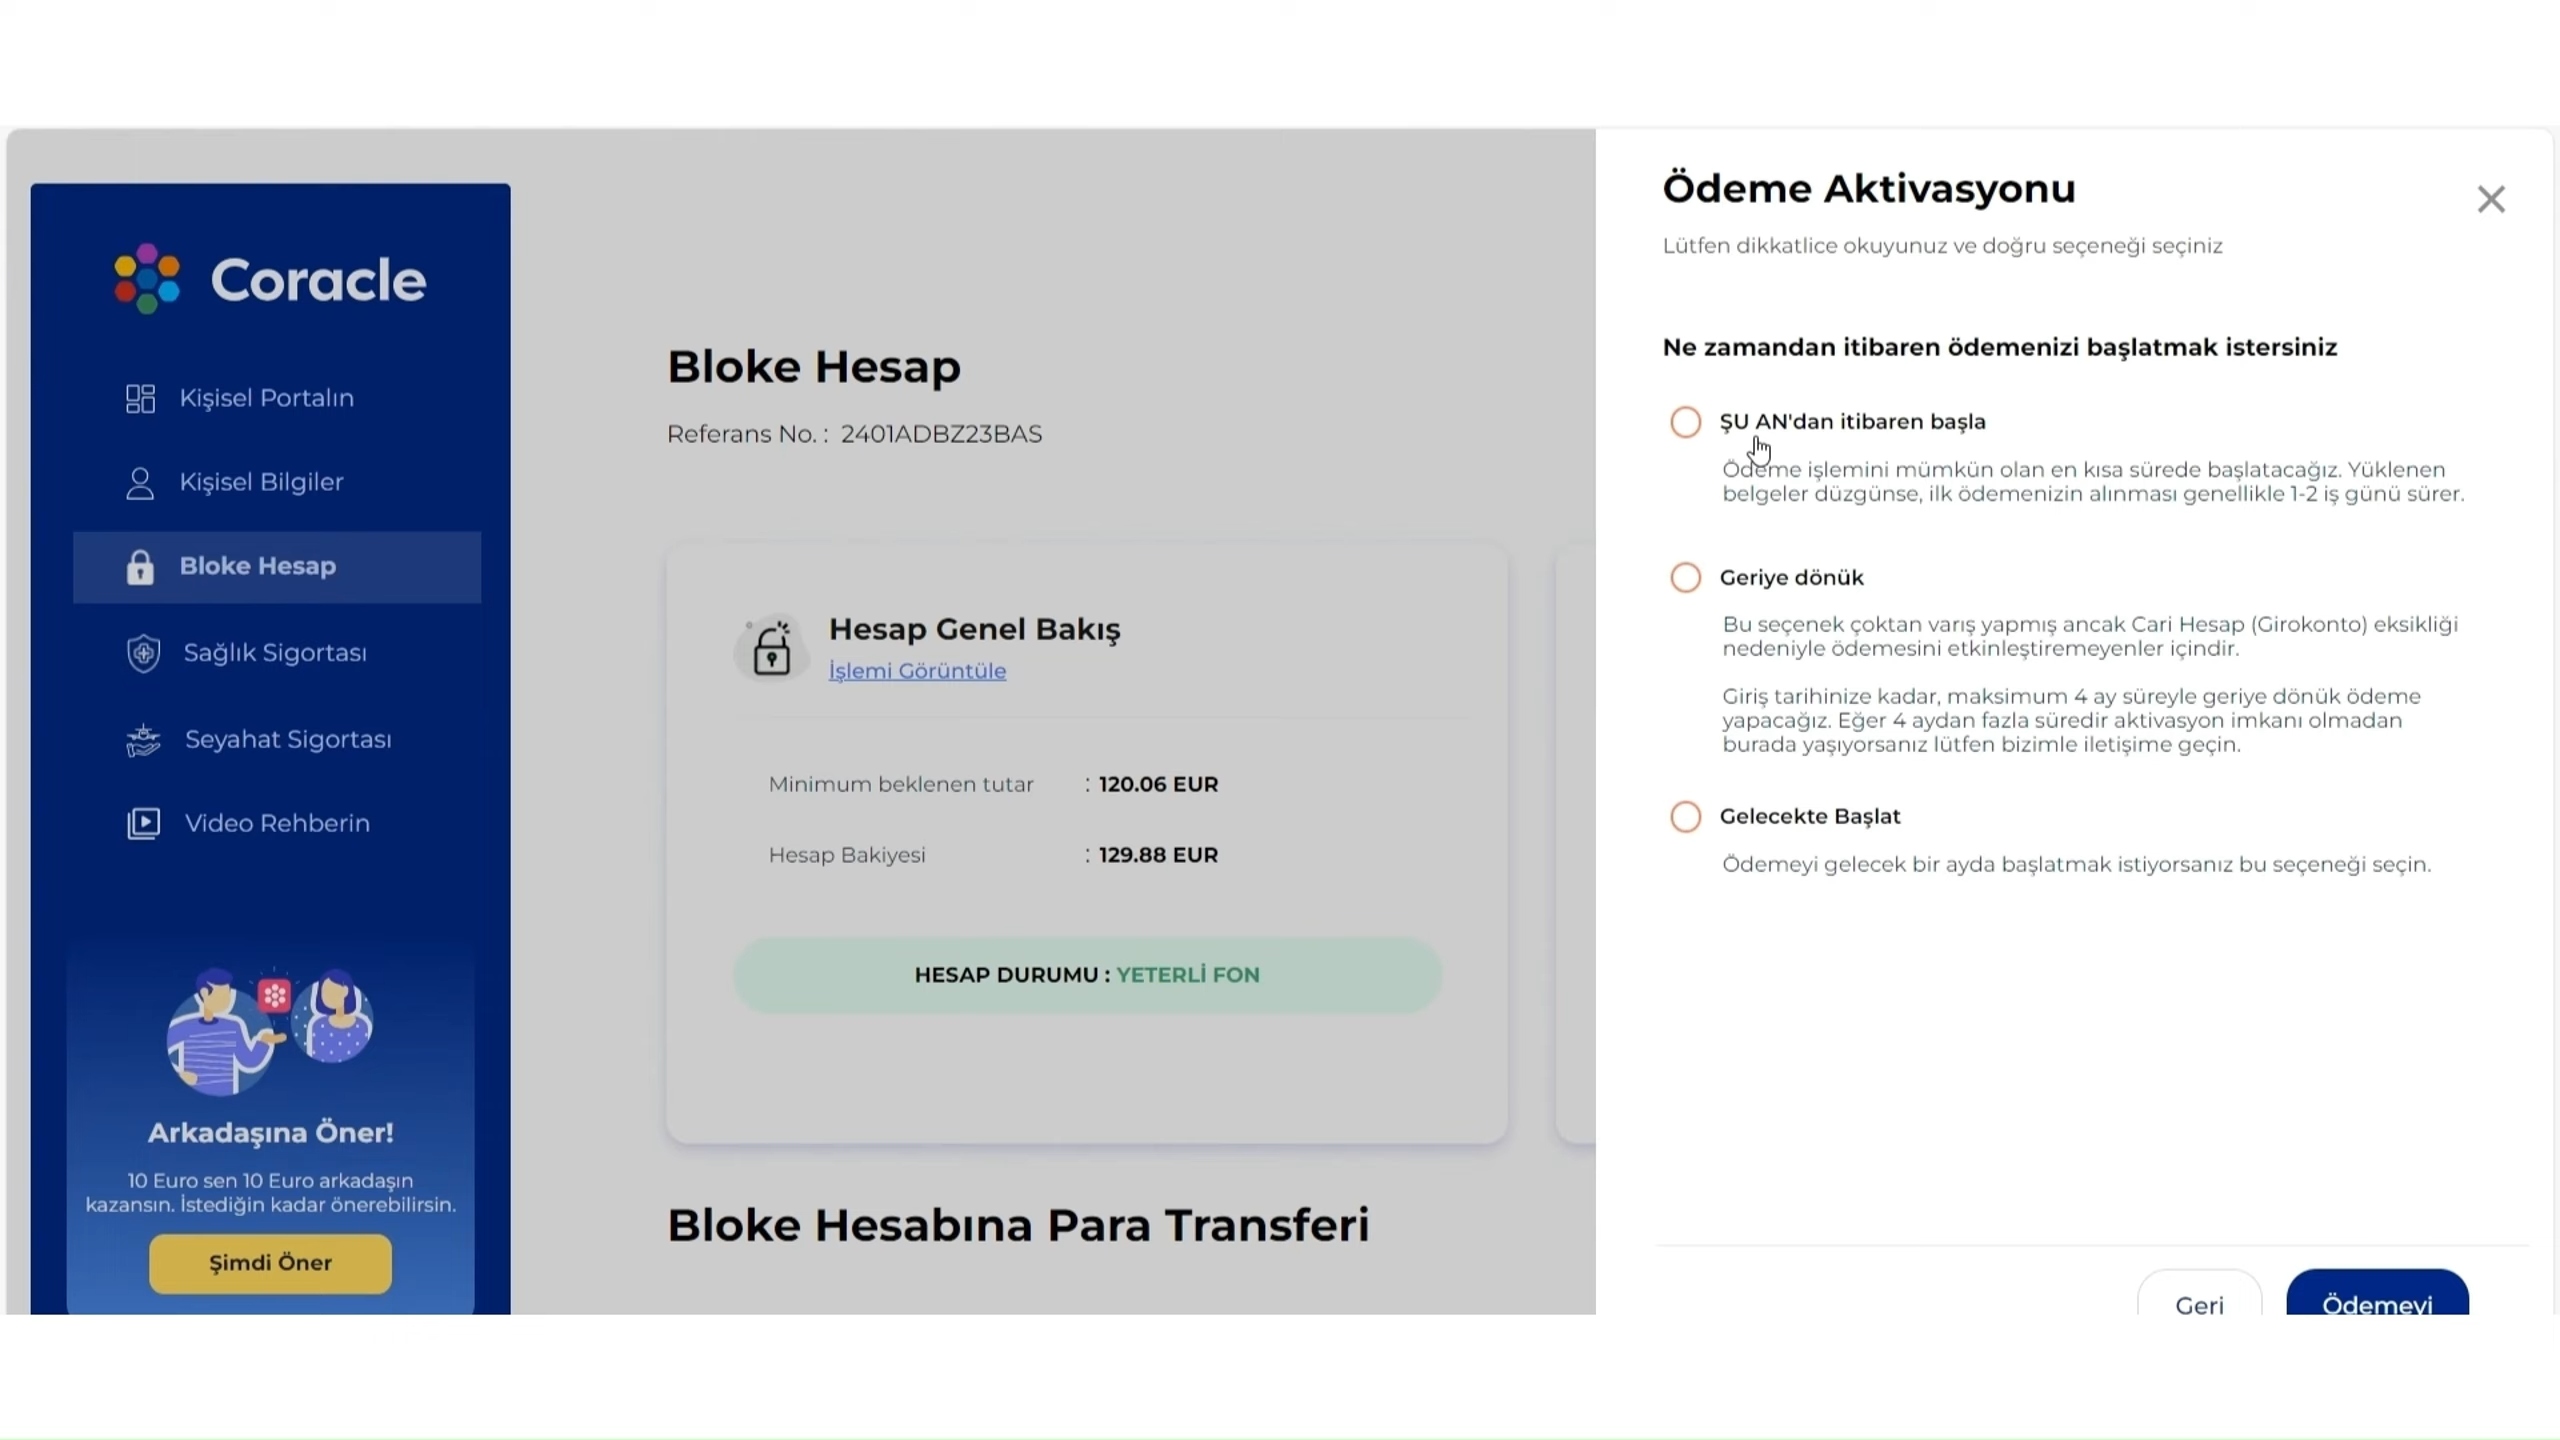 Coracle
Kişisel Portalın
Kişisel Bilgiler
Bloke Hesap
Sağlık Sigortası
Seyahat Sigortası
Video Rehberin
Arkadaşına Öner!
10 Euro sen 10 Euro arkadaşın
kazansın. İstediğin kadar önerebilirsin.
Şimdi Öner
Bloke Hesap
Referans No. : 2401ADBZ23BAS
Hesap Genel Bakış
İşlemi Görüntüle
Minimum beklenen tutar : 120.06 EUR
Hesap Bakiyesi : 129.88 EUR
HESAP DURUMU : YETERLİ FON
Bloke Hesabına Para Transferi
Ödeme Aktivasyonu
Lütfen dikkatlice okuyunuz ve doğru seçeneği seçiniz
Ne zamandan itibaren ödemenizi başlatmak istersiniz
ŞU AN'dan itibaren başla
Ödeme işlemini mümkün olan en kısa sürede başlatacağız. Yüklenen
belgeler düzgünse, ilk ödemenizin alınması genellikle 1-2 iş günü sürer.
Geriye dönük
Bu seçenek çoktan varış yapmış ancak Cari Hesap (Girokonto) eksikliği
nedeniyle ödemesini etkinleştiremeyenler içindir.
Giriş tarihinize kadar, maksimum 4 ay süreyle geriye dönük ödeme
yapacağız. Eğer 4 aydan fazla süredir aktivasyon imkanı olmadan
burada yaşıyorsanız lütfen bizimle iletişime geçin.
Gelecekte Başlat
Ödemeyi gelecek bir ayda başlatmak istiyorsanız bu seçeneği seçin.
Geri
Ödemeyi